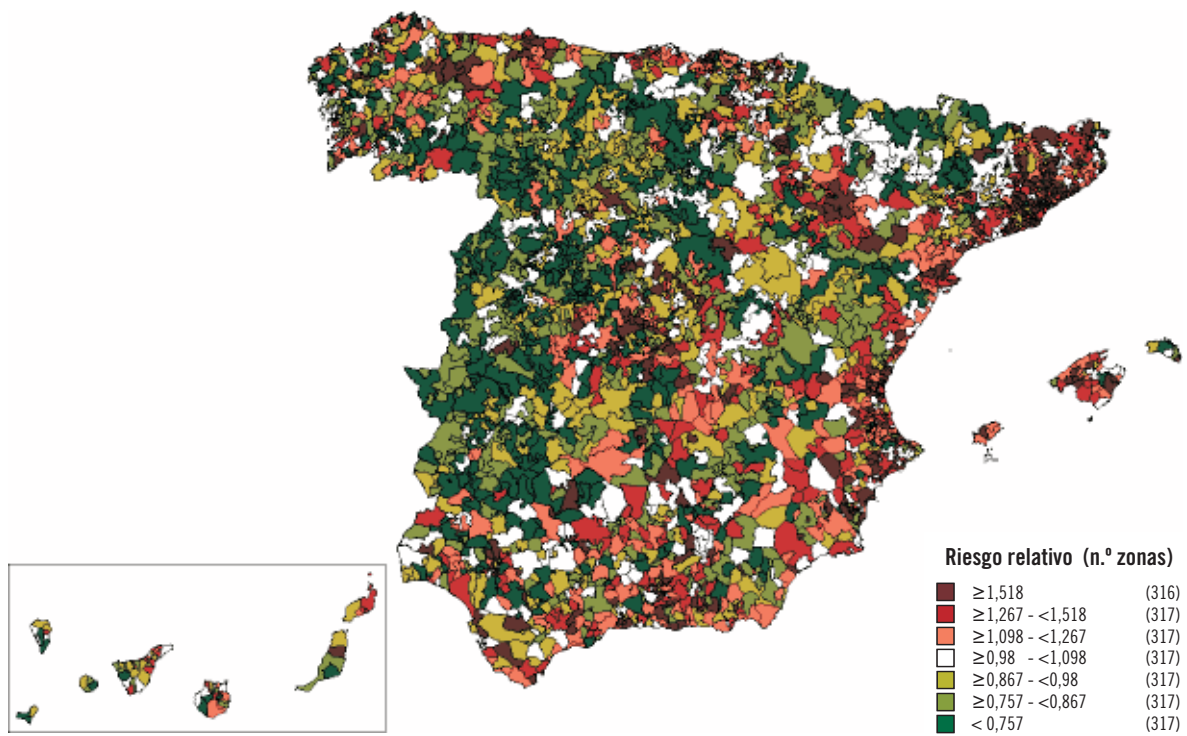 Riesgo relativo (n.º zonas)
≥1,518 (316)
≥1,267 - <1,518 (317)
≥1,098 - <1,267 (317)
≥0,98 - <1,098 (317)
≥0,867 - <0,98 (317)
≥0,757 - <0,867 (317)
< 0,757 (317)